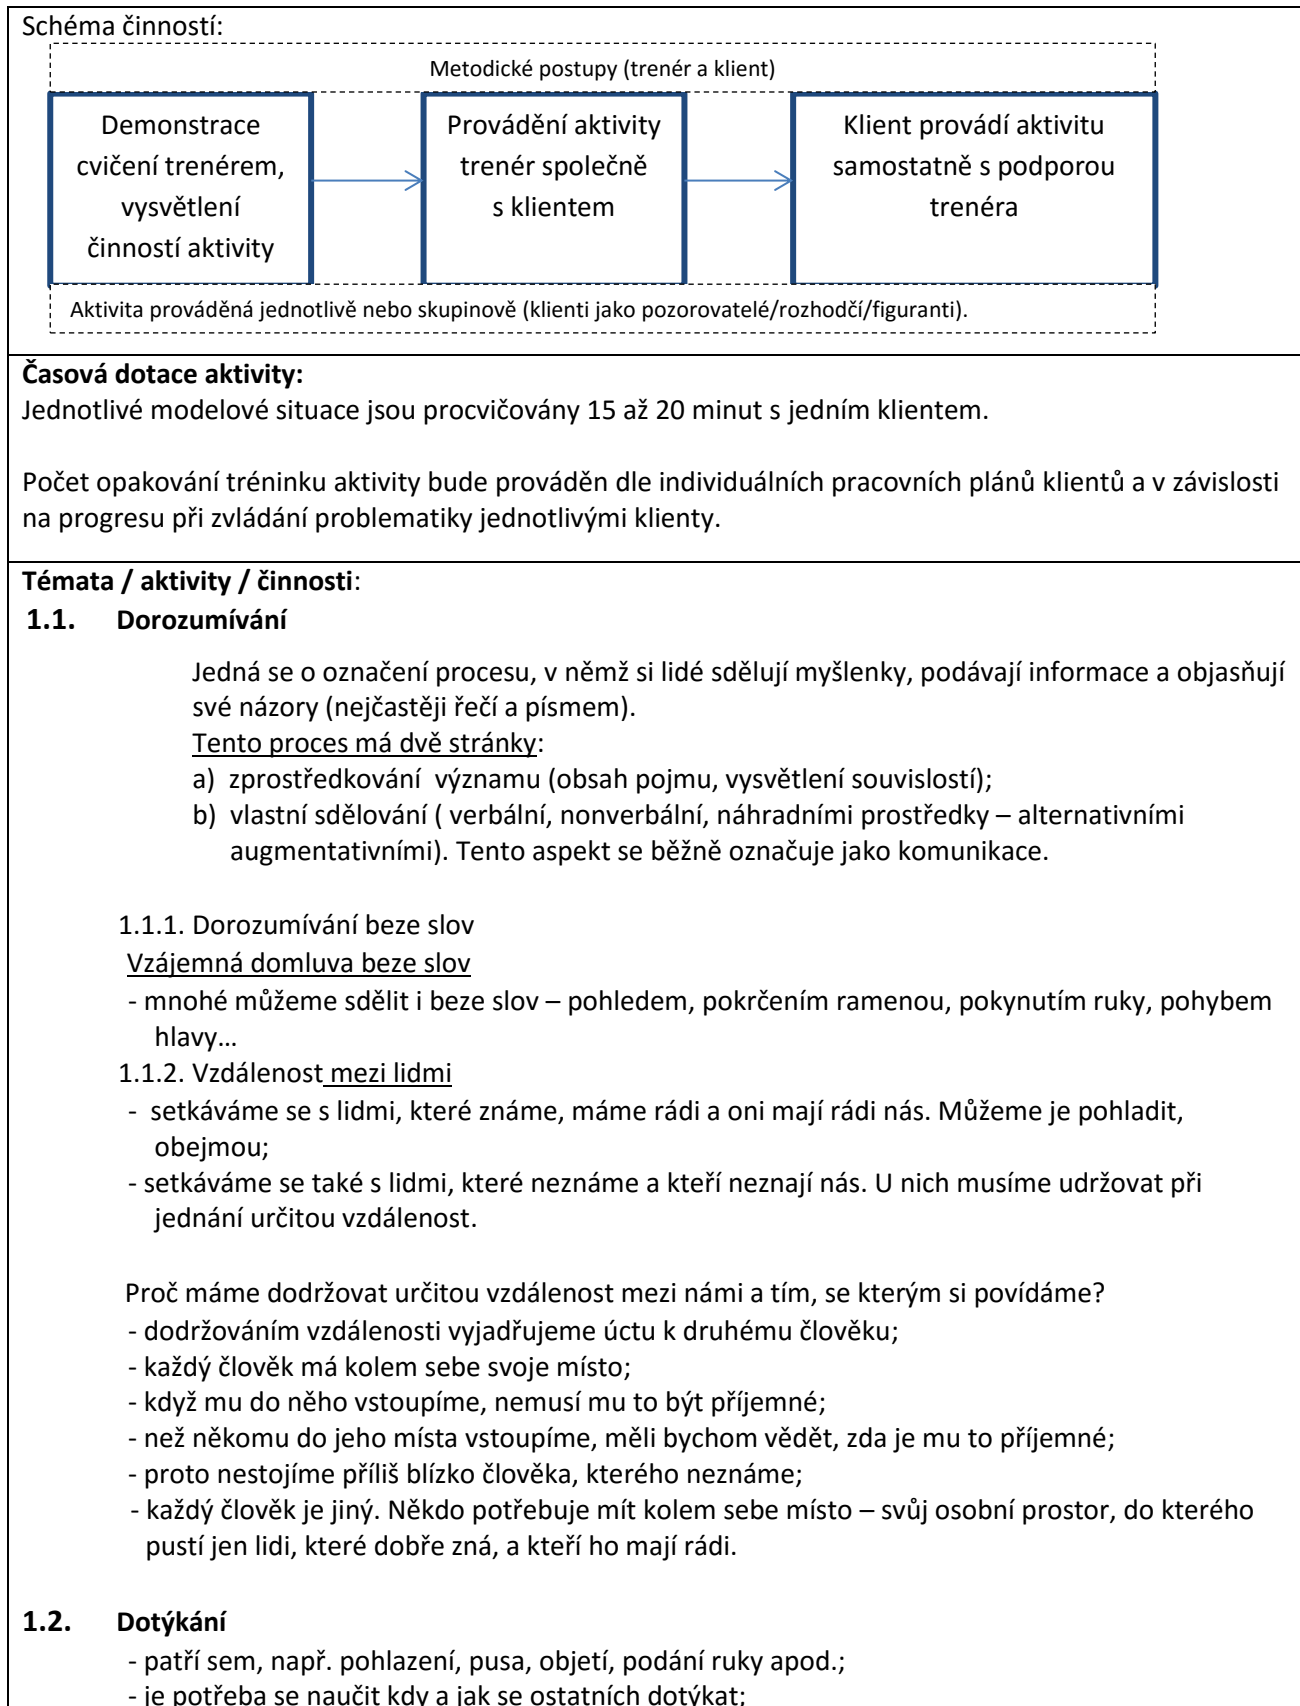 Schéma činností:
Metodické postupy (trenér a klient)
Demonstrace
cvičení trenérem,
vysvětlení
činností aktivity
Provádění aktivity
trenér společně
s klientem
Klient provádí aktivitu
samostatně s podporou
trenéra
Aktivita prováděná jednotlivě nebo skupinově (klienti jako pozorovatelé/rozhodčí/figuranti).
Časová dotace aktivity:
Jednotlivé modelové situace jsou procvičovány 15 až 20 minut s jedním klientem.
Počet opakování tréninku aktivity bude prováděn dle individuálních pracovních plánů klientů a v závislosti
na progresu při zvládání problematiky jednotlivými klienty.
Témata / aktivity / činnosti:
1.1. Dorozumívání
Jedná se o označení procesu, v němž si lidé sdělují myšlenky, podávají informace a objasňují
své názory (nejčastěji řečí a písmem).
Tento proces má dvě stránky:
a) zprostředkování významu (obsah pojmu, vysvětlení souvislostí);
b) vlastní sdělování ( verbální, nonverbální, náhradními prostředky – alternativními
augmentativními). Tento aspekt se běžně označuje jako komunikace.
1.1.1. Dorozumívání beze slov
Vzájemná domluva beze slov
- mnohé můžeme sdělit i beze slov – pohledem, pokrčením ramenou, pokynutím ruky, pohybem
hlavy…
1.1.2. Vzdálenost mezi lidmi
- setkáváme se s lidmi, které známe, máme rádi a oni mají rádi nás. Můžeme je pohladit,
obejmou;
- setkáváme se také s lidmi, které neznáme a kteří neznají nás. U nich musíme udržovat při
jednání určitou vzdálenost.
Proč máme dodržovat určitou vzdálenost mezi námi a tím, se kterým si povídáme?
- dodržováním vzdálenosti vyjadřujeme úctu k druhému člověku;
- každý člověk má kolem sebe svoje místo;
- když mu do něho vstoupíme, nemusí mu to být příjemné;
- než někomu do jeho místa vstoupíme, měli bychom vědět, zda je mu to příjemné;
- proto nestojíme příliš blízko člověka, kterého neznáme;
- každý člověk je jiný. Někdo potřebuje mít kolem sebe místo – svůj osobní prostor, do kterého
pustí jen lidi, které dobře zná, a kteří ho mají rádi.
1.2. Dotýkání
- patří sem, např. pohlazení, pusa, objetí, podání ruky apod.;
- je potřeba se naučit kdy a jak se ostatních dotýkat;